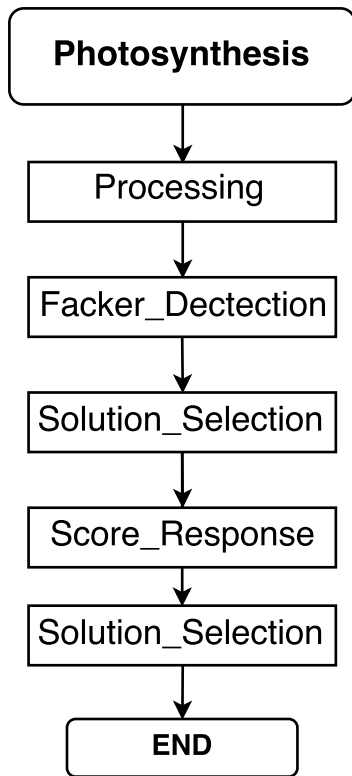 Photosynthesis
Processing
Facker_Dectection
Solution_Selection
Score_Response
Solution_Selection
END